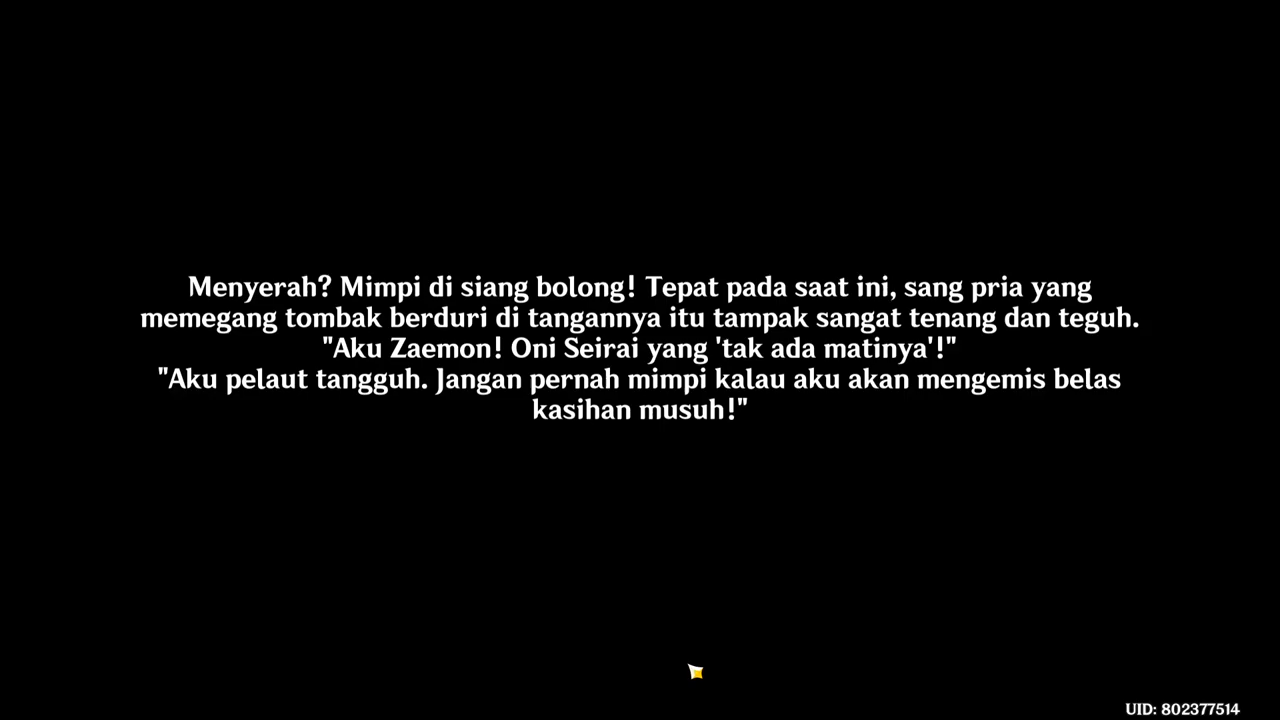 Menyerah? Mimpi di siang bolong! Tepat pada saat ini, sang pria yang
memegang tombak berduri di tangannya itu tampak sangat tenang dan teguh.
"Aku Zaemon! Oni Seirai yang 'tak ada matinya'!"
"Aku pelaut tangguh. Jangan pernah mimpi kalau aku akan mengemis belas
kasihan musuh!"
UID: 802377514